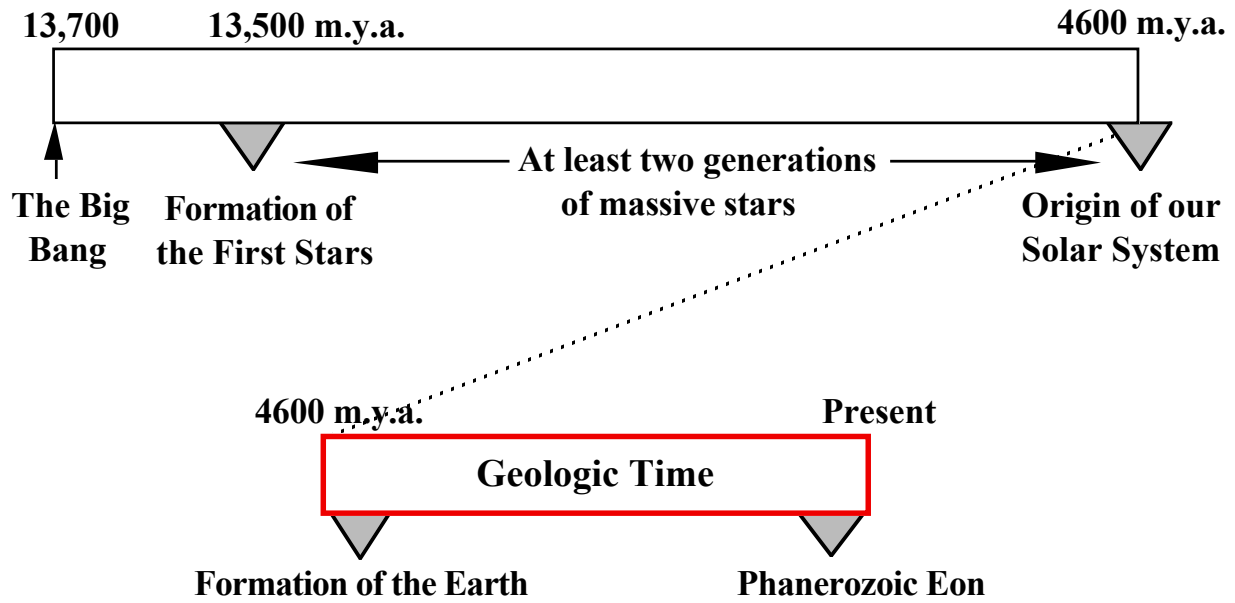 13,700 13,500 m.y.a. 4600 m.y.a.
At least two generations
of massive stars
The Big
Bang
Formation of
the First Stars
Origin of our
Solar System
4600 m.y.a. Present
Geologic Time
Formation of the Earth Phanerozoic Eon